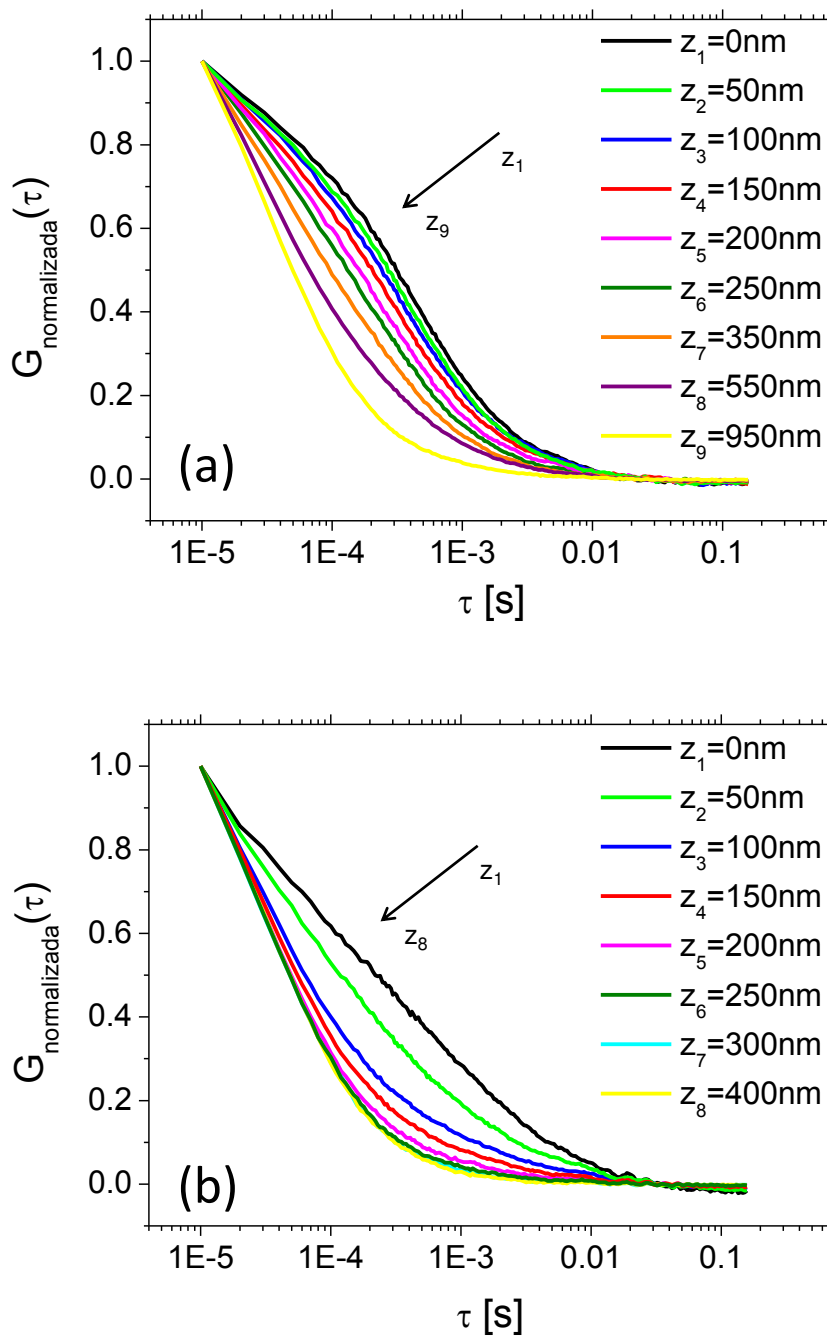 1.0
0.8
0.6
0.4
0.2
0.0
G normalizada(τ)
z1
z9
z1=0nm
z2=50nm
z3=100nm
z4=150nm
z5=200nm
z6=250nm
z7=350nm
z8=550nm
z9=950nm
(a)
1E-5 1E-4 1E-3 0.01 0.1
τ [s]
1.0
0.8
0.6
0.4
0.2
0.0
G normalizada(τ)
z1
z8
z1=0nm
z2=50nm
z3=100nm
z4=150nm
z5=200nm
z6=250nm
z7=300nm
z8=400nm
(b)
1E-5 1E-4 1E-3 0.01 0.1
τ [s]